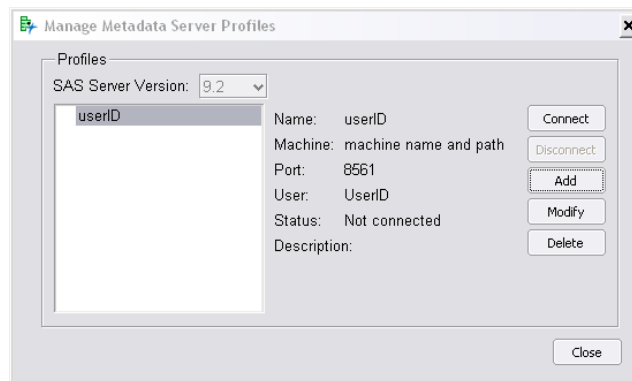 Manage Metadata Server Profiles
Profiles
SAS Server Version: 9.2
userID
Name: userID
Machine: machine name and path
Port: 8561
User: UserID
Status: Not connected
Description:
Connect
Disconnect
Add
Modify
Delete
Close